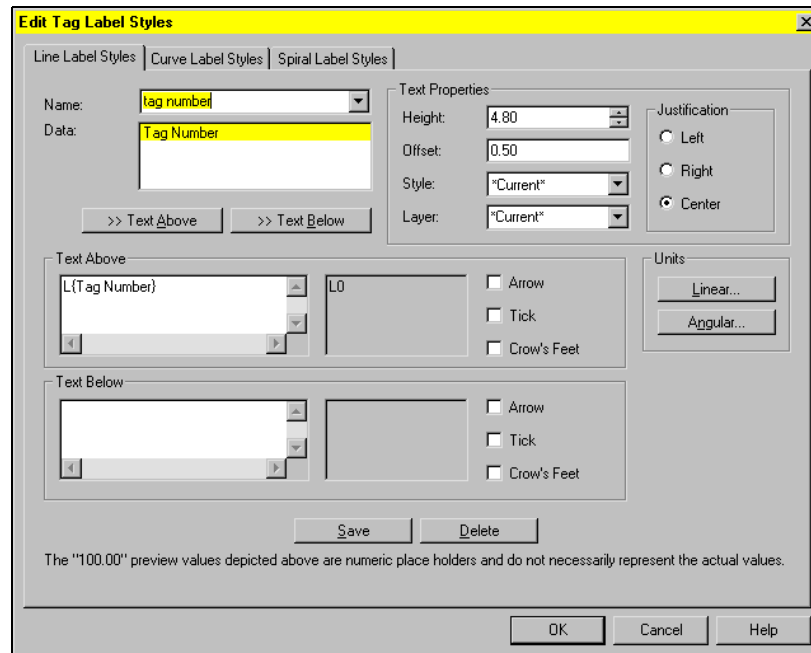 Edit Tag Label Styles
Line Label Styles Curve Label Styles Spiral Label Styles
Name: tag number
Data: Tag Number
>> Text Above >> Text Below
Text Properties
Height: 4.80
Offset: 0.50
Style: *Current*
Layer: *Current*
Justification
Left
Right
Center
Text Above
L{Tag Number} L0
Arrow
Tick
Crow's Feet
Units
Linear...
Angular...
Text Below
Arrow
Tick
Crow's Feet
Save Delete
The "100.00" preview values depicted above are numeric place holders and do not necessarily represent the actual values.
OK Cancel Help